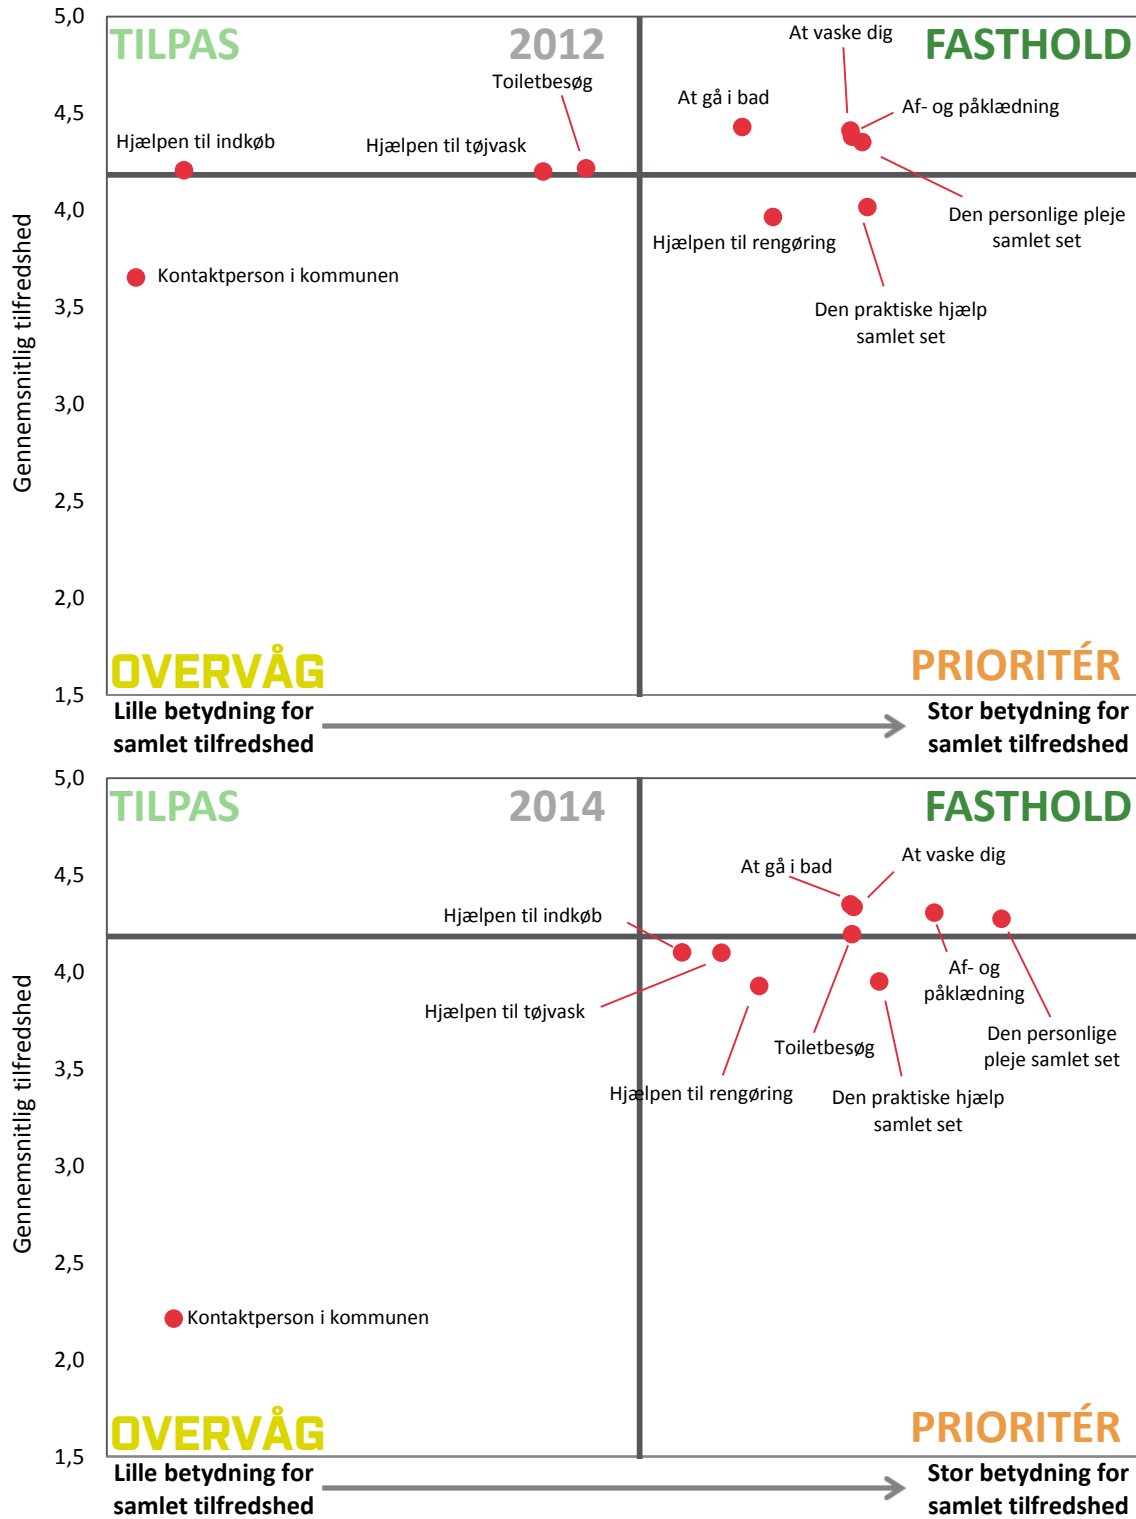 5,0
TILPAS
2012
FASTHOLD
At vaske dig
Toiletbesøg
At gå i bad
Af- og påklædning
4,5
Hjælpen til indkøb
Hjælpen til tøjvask
4,0
Den personlige pleje
samlet set
Hjælpen til rengøring
Kontaktperson i kommunen
3,5
Den praktiske hjælp
samlet set
Gennemsnitlig tilfredshed
3,0
2,5
2,0
OVERVÅG
PRIORITÉR
1,5
Lille betydning for
samlet tilfredshed
Stor betydning for
samlet tilfredshed
5,0
TILPAS
2014
FASTHOLD
At gå i bad
At vaske dig
4,5
Hjælpen til indkøb
4,0
Af- og
påklædning
Hjælpen til tøjvask
Toiletbesøg
Den personlige
pleje samlet set
3,5
Hjælpen til rengøring
Den praktiske hjælp
samlet set
Gennemsnitlig tilfredshed
3,0
2,5
Kontaktperson i kommunen
2,0
OVERVÅG
PRIORITÉR
1,5
Lille betydning for
samlet tilfredshed
Stor betydning for
samlet tilfredshed